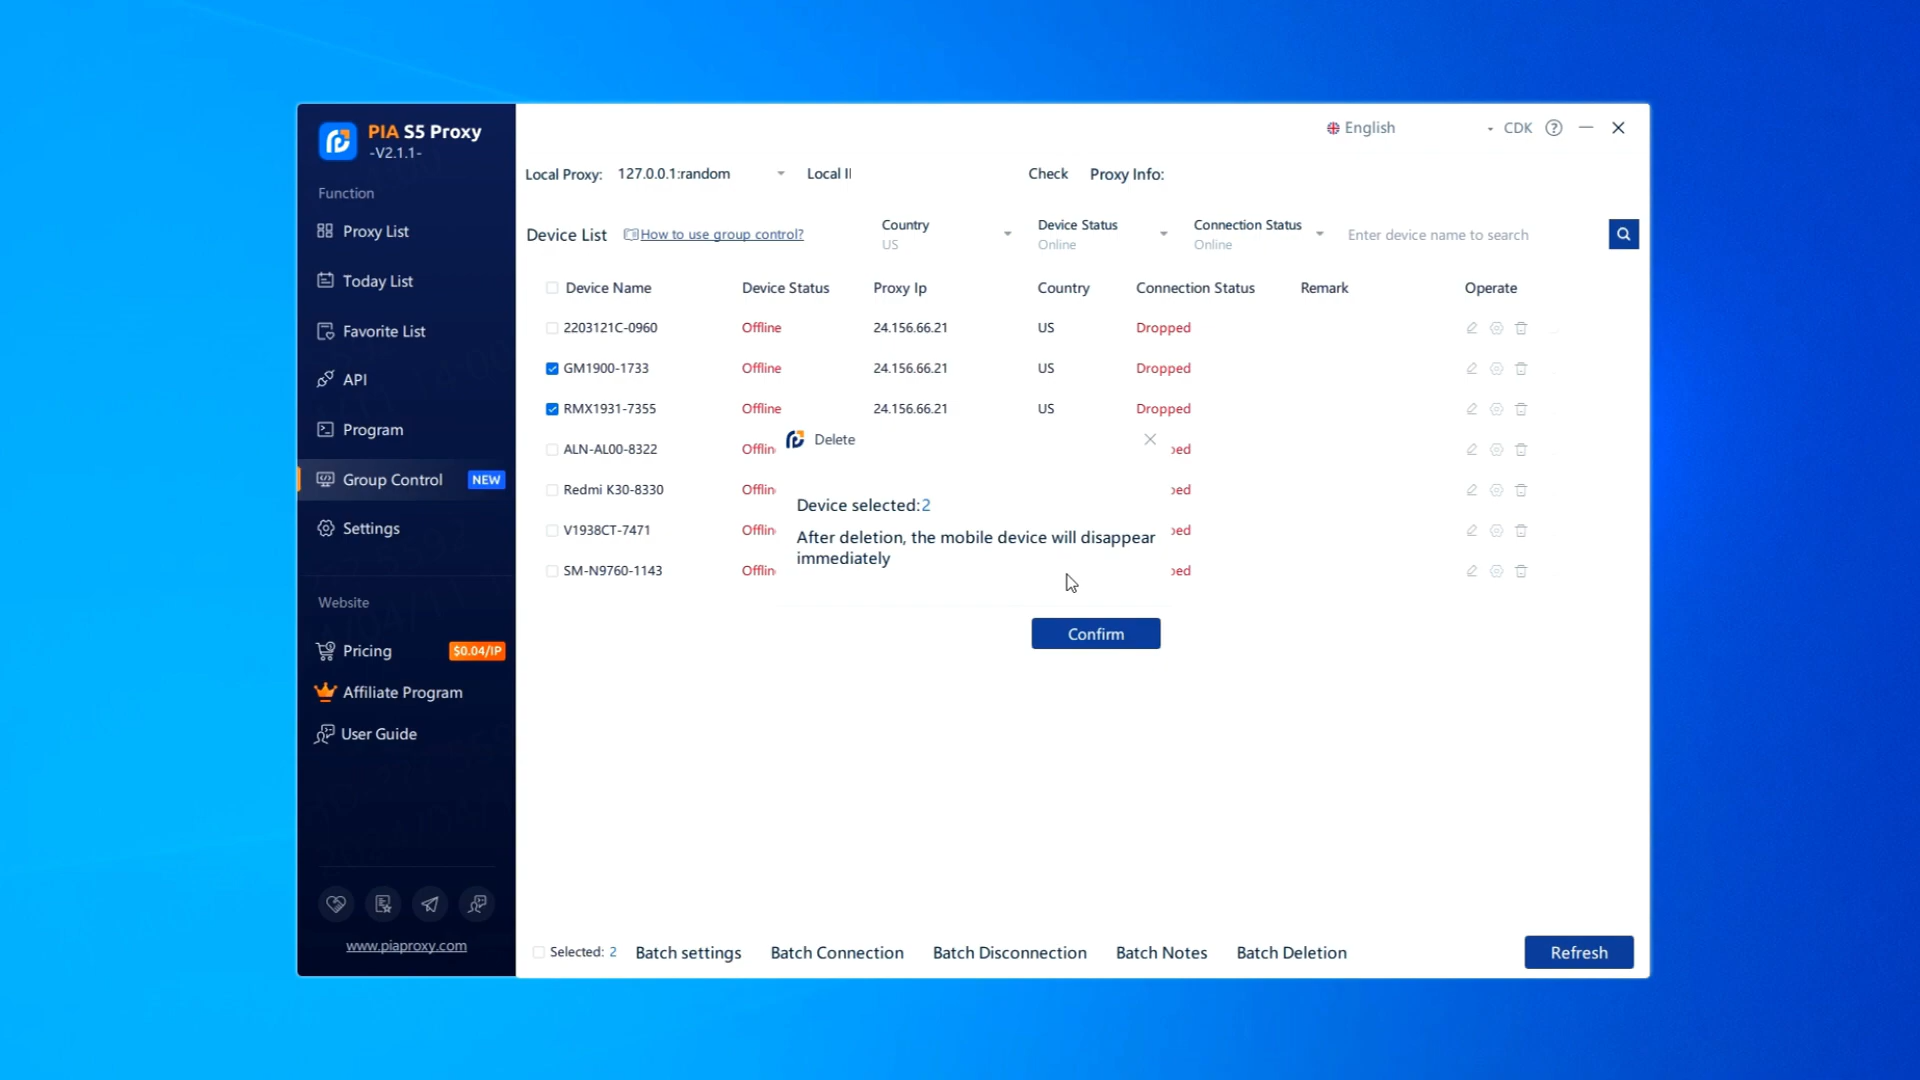 PIA S5 Proxy
-V2.1.1-
English
CDK
Local Proxy: 127.0.0.1:random
Local
Check
Proxy Info:
Function
Proxy List
Today List
Favorite List
API
Program
Group Control NEW
Settings
Website
Pricing $0.04/IP
Affiliate Program
User Guide
www.piaproxy.com
Device List How to use group control?
Country
US
Device Status
Online
Connection Status
Online
Enter device name to search
Device Name Device Status Proxy Ip Country Connection Status Remark Operate
2203121C-0960 Offline 24.156.66.21 US Dropped
GM1900-1733 Offline 24.156.66.21 US Dropped
RMX1931-7355 Offline 24.156.66.21 US Dropped
ALN-AL00-8322
Redmi K30-8330
V1938CT-7471
SM-N9760-1143
Delete
Device selected:2
After deletion, the mobile device will disappear
immediately
Confirm
Selected: 2 Batch settings Batch Connection Batch Disconnection Batch Notes Batch Deletion Refresh